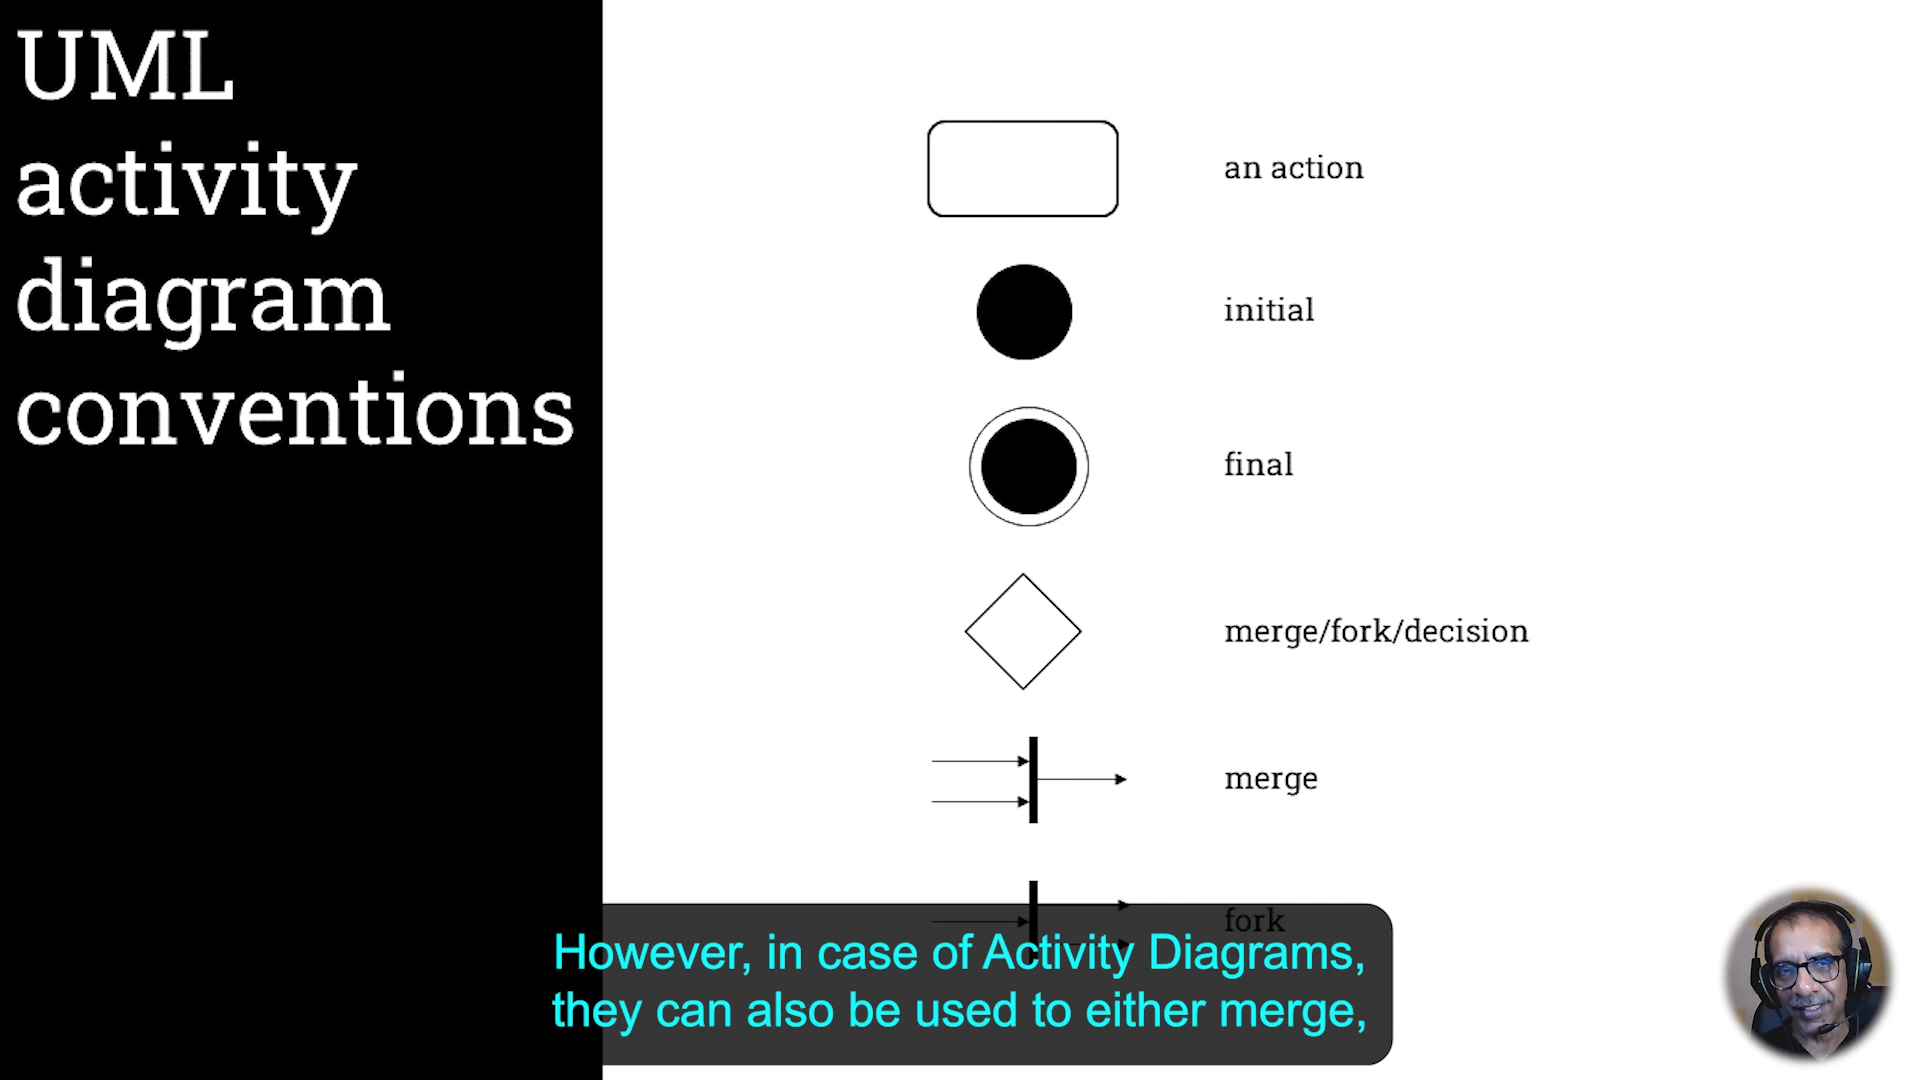 UML
activity
diagram
conventions
an action
initial
final
merge/fork/decision
merge
fork
However, in case of Activity Diagrams,
they can also be used to either merge,